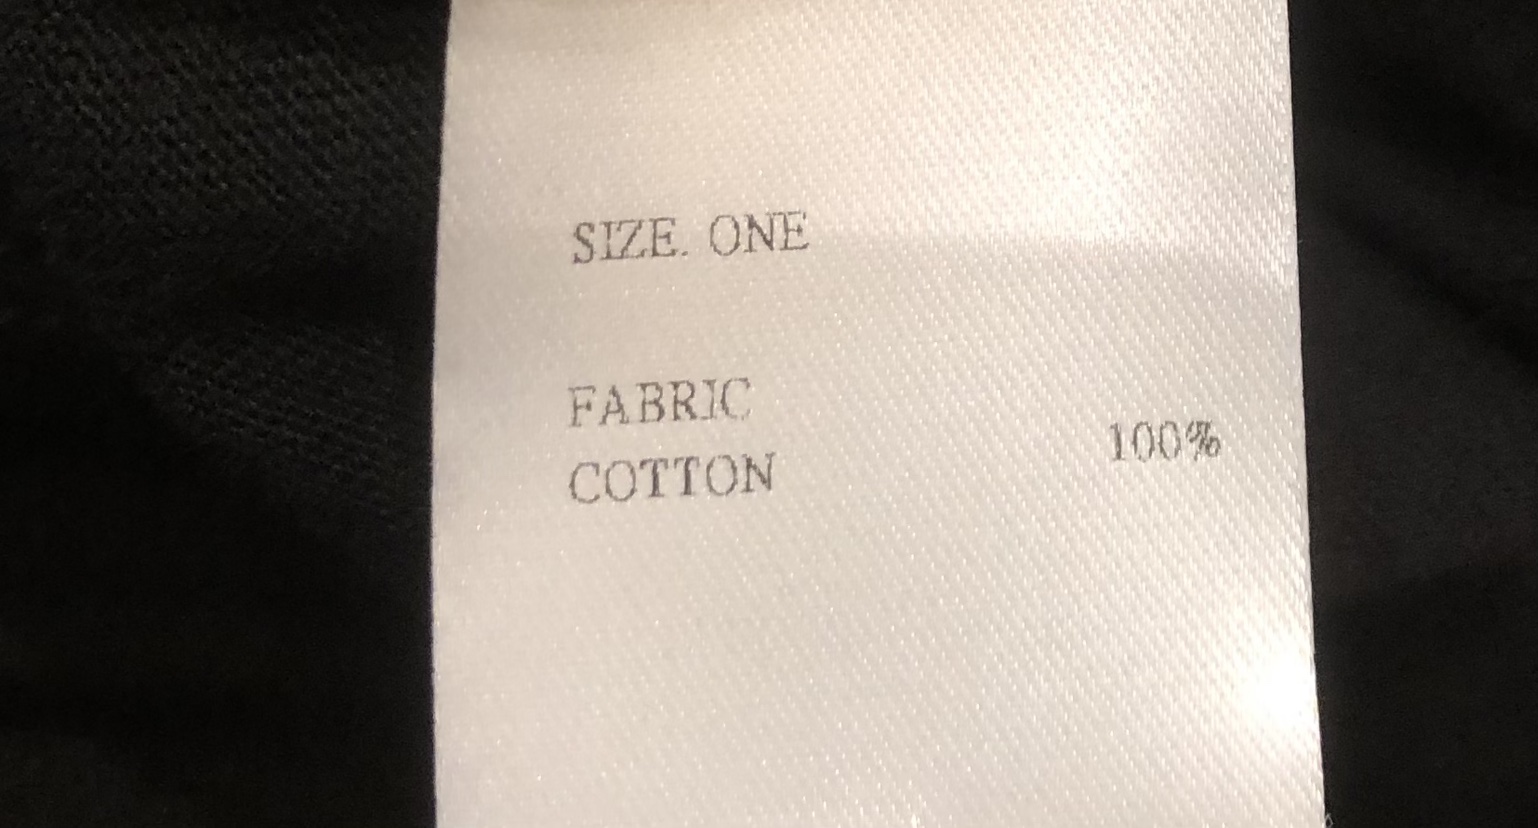 SIZE. ONE
FABRIC
COTTON 100%